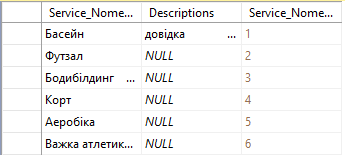 Service_Nome... Descriptions Service_Nome...
Басейн довідка ... 1
Футзал NULL 2
Бодибілдинг ... NULL 3
Корт NULL 4
Аеробіка NULL 5
Важка атлетик... NULL 6